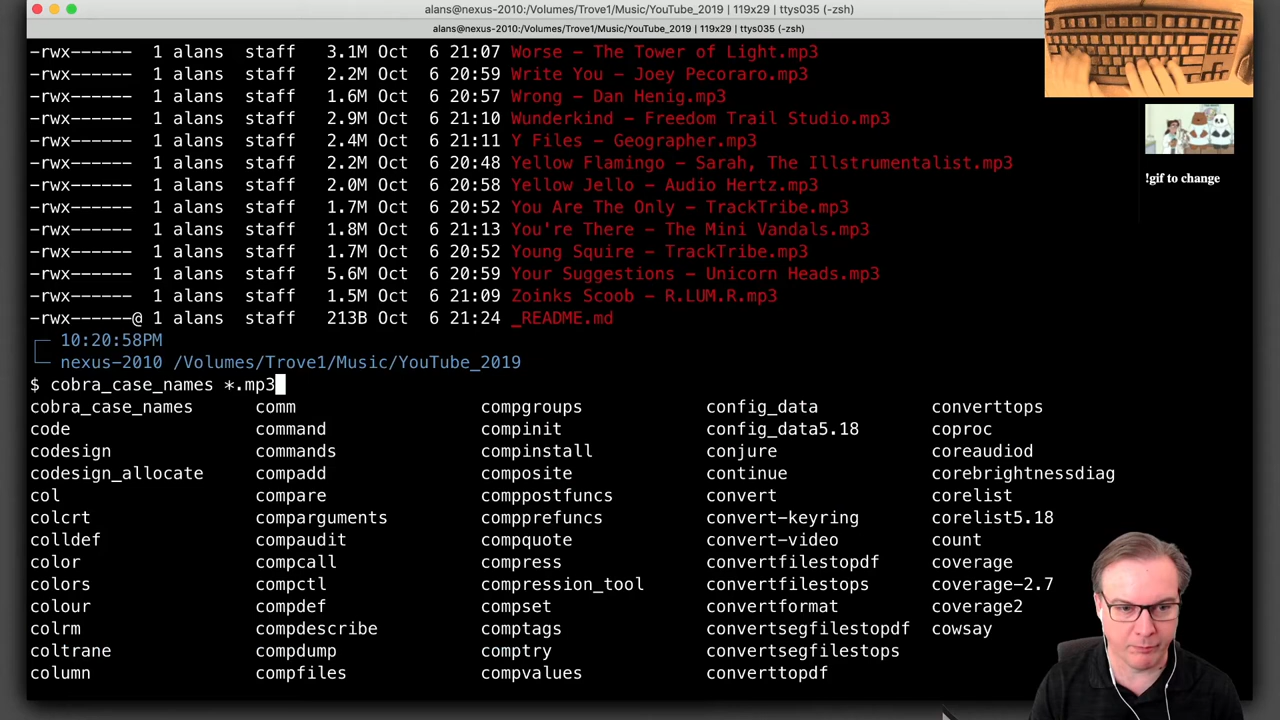 alans@nexus-2010:/Volumes/Trove1/Music/YouTube_2019 | 119x29 | ttys035 (-zsh)
alans@nexus-2010:/Volumes/Trove1/Music/YouTube_2019 | 119x29 | ttys035 (-zsh)
-rwx------ 1 alans staff 3.1M Oct 6 21:07 Worse - The Tower of Light.mp3
-rwx------ 1 alans staff 2.2M Oct 6 20:59 Write You - Joey Pecoraro.mp3
-rwx------ 1 alans staff 1.6M Oct 6 20:57 Wrong - Dan Henig.mp3
-rwx------ 1 alans staff 2.9M Oct 6 21:10 Wunderkind - Freedom Trail Studio.mp3
-rwx------ 1 alans staff 2.4M Oct 6 21:11 Y Files - Geographer.mp3
-rwx------ 1 alans staff 2.2M Oct 6 20:48 Yellow Flamingo - Sarah, The Illstrumentalist.mp3
-rwx------ 1 alans staff 2.0M Oct 6 20:58 Yellow Jello - Audio Hertz.mp3
-rwx------ 1 alans staff 1.7M Oct 6 20:52 You Are The Only - TrackTribe.mp3
-rwx------ 1 alans staff 1.8M Oct 6 21:13 You're There - The Mini Vandals.mp3
-rwx------ 1 alans staff 1.7M Oct 6 20:52 Young Squire - TrackTribe.mp3
-rwx------ 1 alans staff 5.6M Oct 6 20:59 Your Suggestions - Unicorn Heads.mp3
-rwx------ 1 alans staff 1.5M Oct 6 21:09 Zoinks Scoob - R.LUM.R.mp3
-rwx------@ 1 alans staff 213B Oct 6 21:24 _README.md
10:20:58PM
nexus-2010 /Volumes/Trove1/Music/YouTube_2019
$ cobra_case_names *.mp3
cobra_case_names comm compgroups config_data converttops
code command compinit config_data5.18 coproc
codesign commands compinstall conjure coreaudiod
codesign_allocate compadd composite continue corebrightnessdiag
col compare comppostfuncs convert corelist
colcrt comparguments compprefuncs convert-keyring corelist5.18
colldef compaudit compquote convert-video count
color compcall compress convertfilestopdf coverage
colors compctl compression_tool convertfilestops coverage-2.7
colour compdef compset convertformat coverage2
colrm compdescribe comptags convertsegfilestopdf cowsay
coltrane compdump comptry convertsegfilestops
column compfiles compvalues converttopdf
!gif to change